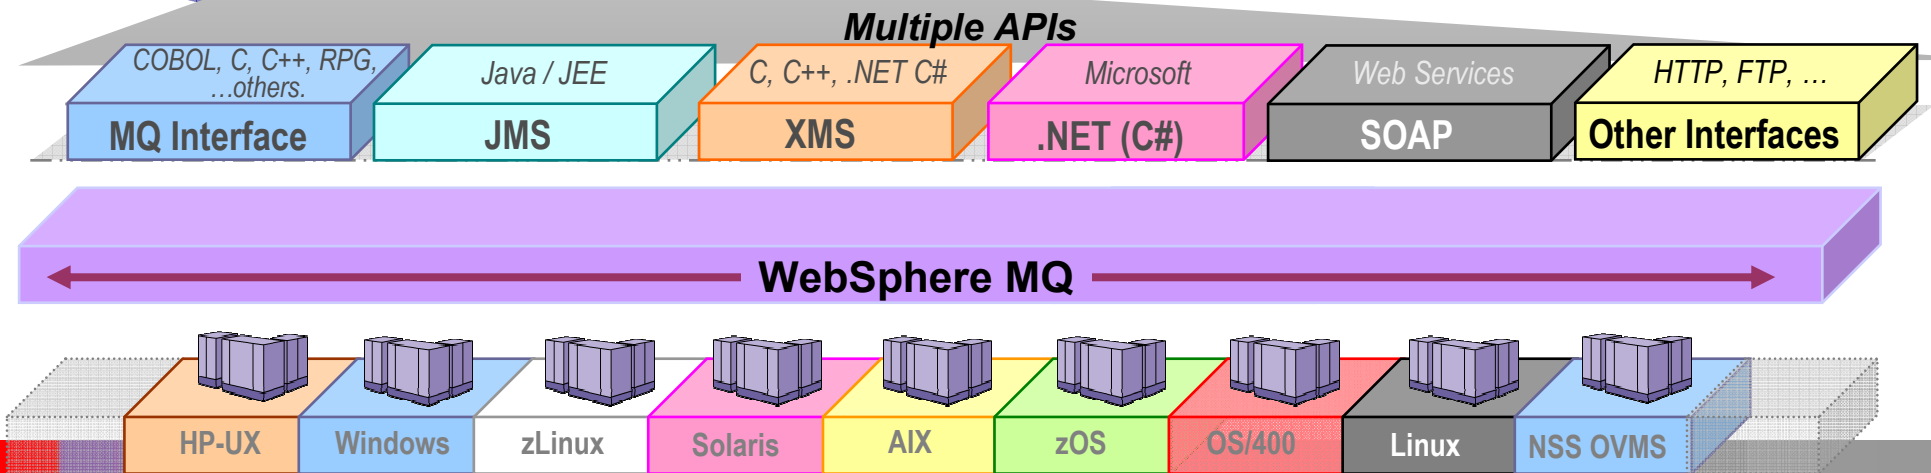 Multiple APIs
COBOL, C, C++, RPG,
...others.
MQ Interface
Java / JEE
JMS
C, C++, .NET C#
XMS
Microsoft
.NET (C#)
Web Services
SOAP
HTTP, FTP, ...
Other Interfaces
WebSphere MQ
HP-UX
Windows
zLinux
Solaris
AIX
zOS
OS/400
Linux
NSS OVMS